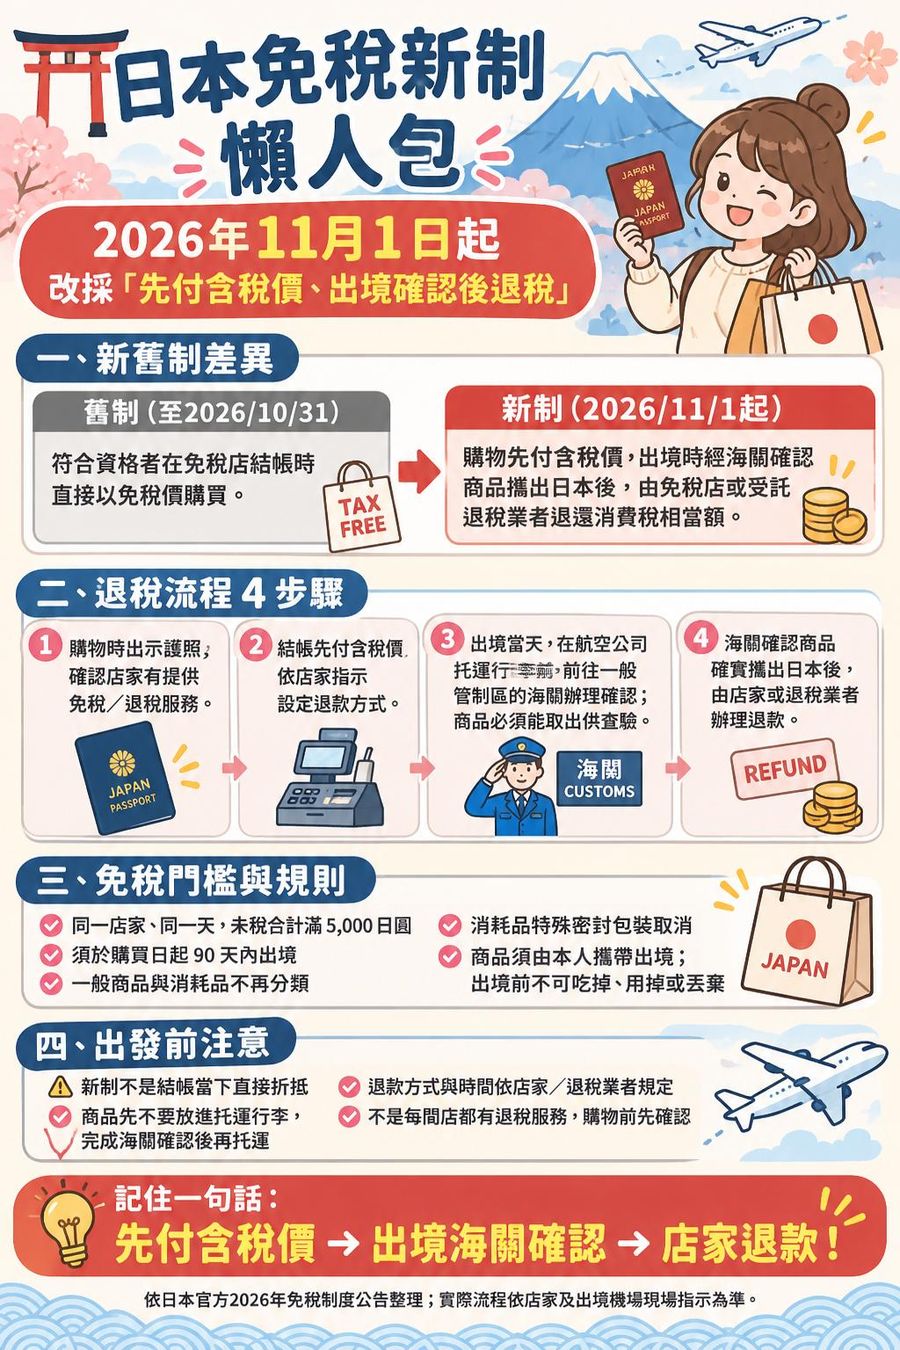 日本免稅新制
懶人包
JAPAN
JAPAN
PASSPORT
2026年11月1日起
改採「先付含稅價、出境確認後退稅」
一、新舊制差異
舊制（至2026/10/31）
符合資格者在免稅店結帳時
直接以免稅價購買。
TAX
FREE
新制（2026/11/1起）
購物先付含稅價，出境時經海關確認
商品攜出日本後，由免稅店或受託
退稅業者退還消費稅相當額。
二、退稅流程 4 步驟
1 購物時出示護照；
確認店家有提供
免稅／退稅服務。
JAPAN
PASSPORT
2 結帳先付含稅價
依店家指示
設定退款方式。
3 出境當天，在航空公司
托運行 前往一般
管制區的海關辦理確認；
商品必須能取出供查驗。
海關
CUSTOMS
4 海關確認商品
確實攜出日本後，
由店家或退稅業者
辦理退款。
REFUND
三、免稅門檻與規則
同一店家、同一天，未稅合計滿 5,000 日圓
須於購買日起 90 天內出境
一般商品與消耗品不再分類
消耗品特殊密封包裝取消
商品須由本人攜帶出境；
出境前不可吃掉、用掉或丟棄
JAPAN
四、出發前注意
新制不是結帳當下直接折抵
商品先不要放進托運行李，
完成海關確認後再托運
退款方式與時間依店家／退稅業者規定
不是每間店都有退稅服務，購物前先確認
記住一句話：
先付含稅價 → 出境海關確認 → 店家退款！
依日本官方2026年免稅制度公告整理；實際流程依店家及出境機場現場指示為準。